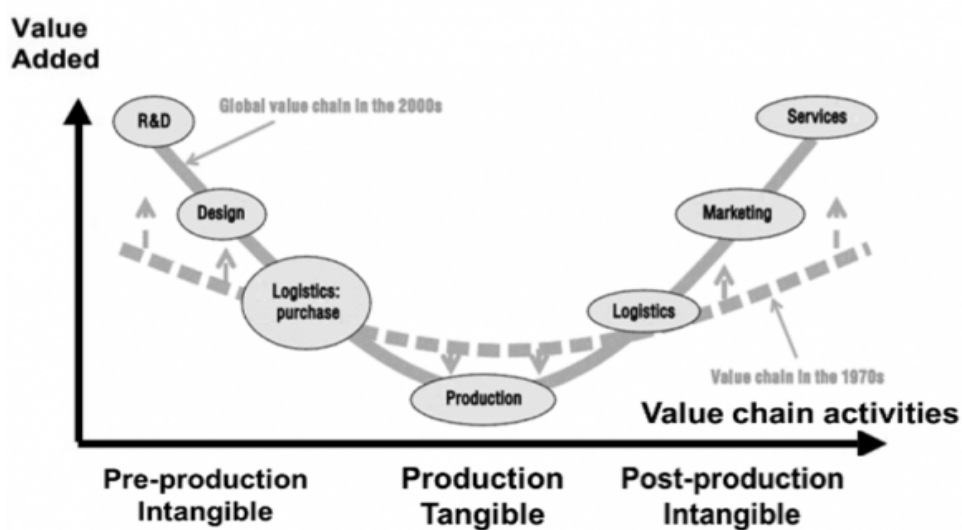 Value
Added
Global value chain in the 2000s
R&D
Services
Design
Marketing
Logistics:
purchase
Logistics
Value chain in the 1970s
Production
Value chain activities
Pre-production
Intangible
Production
Tangible
Post-production
Intangible